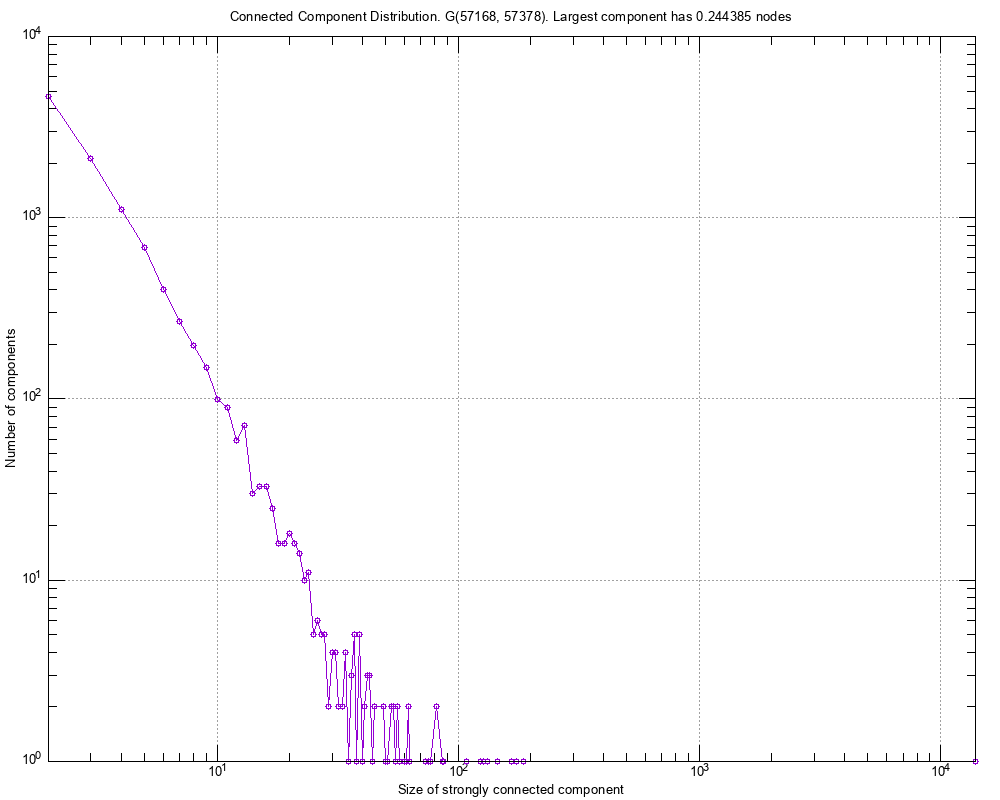 Connected Component Distribution. G(57168, 57378). Largest component has 0.244385 nodes
10^4
10^3
10^2
10^1
10^0
Number of components
10^1 10^2 10^3 10^4
Size of strongly connected component